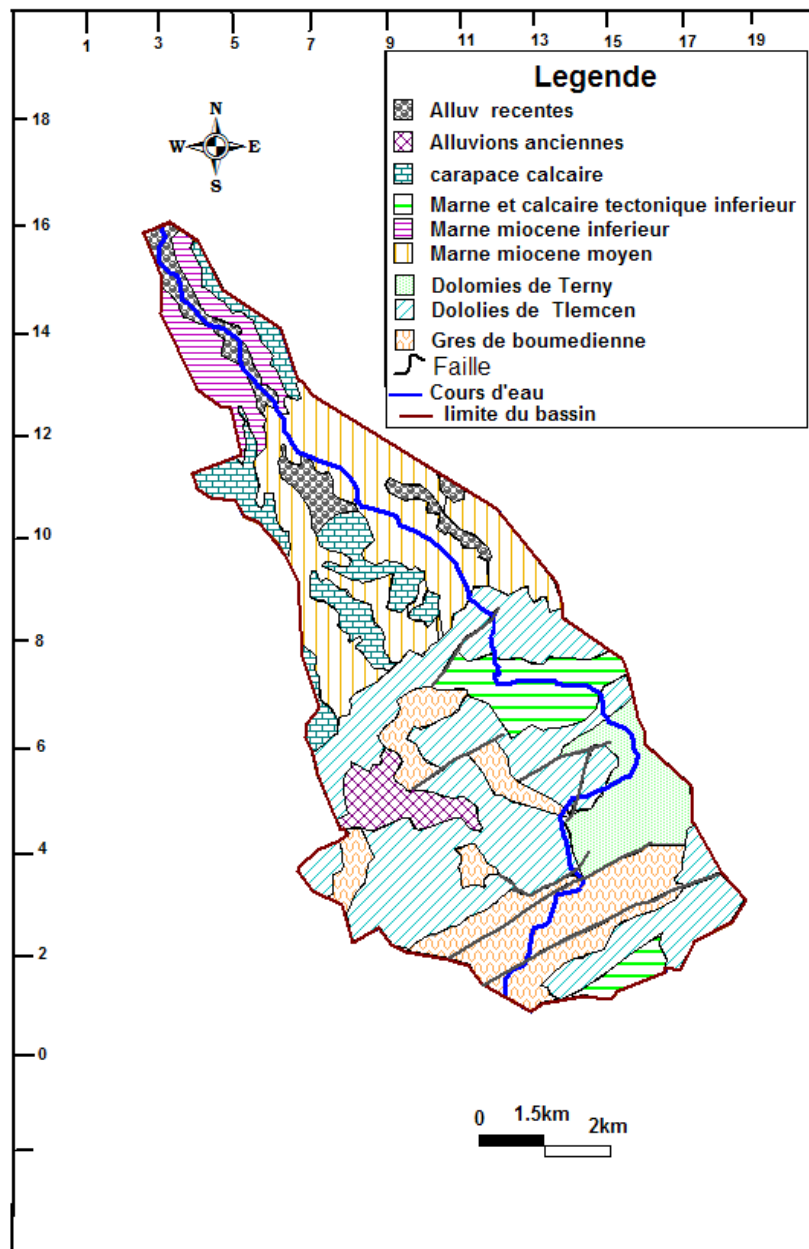 1 3 5 7 9 11 13 15 17 19
Legende
Alluv recentes
Alluvions anciennes
carapace calcaire
Marne et calcaire tectonique inferieur
Marne miocene inferieur
Marne miocene moyen
Dolomies de Terny
Dololies de Tlemcen
Gres de boumedienne
Faille
Cours d'eau
limite du bassin
18
N
W E
S
16
14
12
10
8
6
4
2
0
0 1.5km 2km